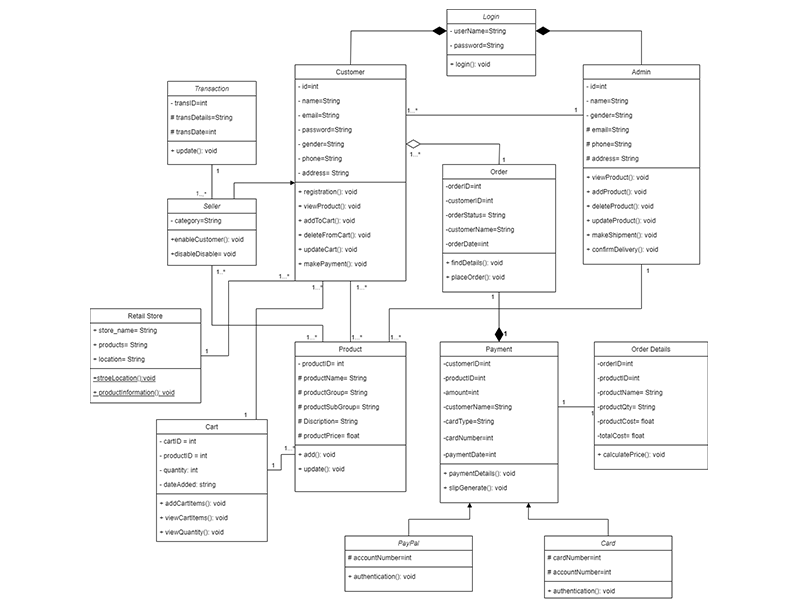 Login
- userName=String
- password=String
+ login(): void
Customer
- id=int
- name=String
- email=String
- password=String
- gender=String
- phone=String
- address= String
+ registration(): void
+ viewProduct(): void
+ addToCart(): void
+ deleteFromCart(): void
+ updateCart(): void
+ makePayment(): void
Admin
- id=int
- name=String
- gender=String
# email=String
# phone=String
# address= String
+ viewProduct(): void
+ addProduct(): void
+ deleteProduct(): void
+ updateProduct(): void
+ makeShipment(): void
+ confirmDelivery(): void
1...*
1
1...*
1
Transaction
- transID=int
# transDetails=String
# transDate=int
+ update(): void
1
1...*
Seller
- category=String
+enableCustomer(): void
+disableDisable= void
1..*
Order
-orderID=int
-customerID=int
-orderStatus= String
-customerName=String
-orderDate=int
+ findDetails(): void
+ placeOrder(): void
1
1
1...*
1...*
1...*
Retail Store
+ store_name= String
+ products= String
+ location= String
+stroeLocation():void
+ productInformation(): void
1
1...*
1...*
1...*
1
Product
- productID= int
# productName= String
# productGroup= String
# productSubGroup= String
# Discription= String
# productPrice= float
+ add(): void
+ update(): void
Payment
-customerID=int
-productID=int
-amount=int
-customerName=String
-cardType=String
-cardNumber=int
-paymentDate=int
+ paymentDetails(): void
+ slipGenerate(): void
1
1
Order Details
-orderID=int
-productID=int
-productName= String
-productQty= String
-productCost= float
-totalCost= float
+ calculatePrice(): void
1
Cart
- cartID = int
- productID = int
- quantity: int
- dateAdded: string
+ addCartItems(): void
+ viewCartItems(): void
+ viewQuantity(): void
1
1...
PayPal
# accountNumber=int
+ authentication(): void
Card
# cardNumber=int
# accountNumber=int
+ authentication(): void